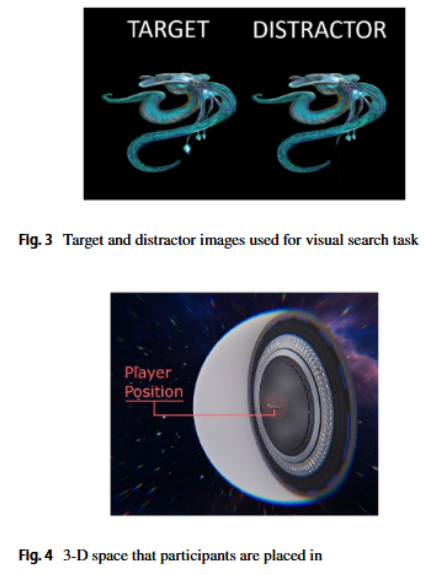 TARGET DISTRACTOR
Fig. 3 Target and distractor images used for visual search task
Player
Position
Fig. 4 3-D space that participants are placed in